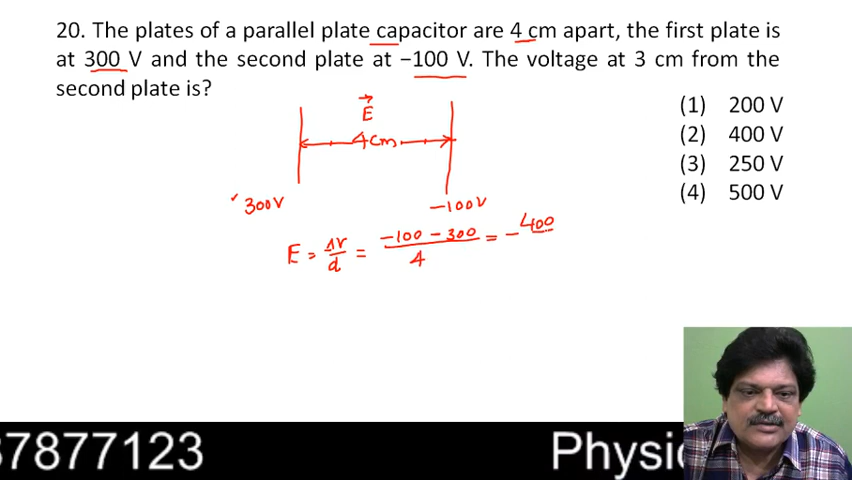 20. The plates of a parallel plate capacitor are 4 cm apart, the first plate is
at 300 V and the second plate at −100 V. The voltage at 3 cm from the
second plate is?
(1) 200 V
(2) 400 V
(3) 250 V
(4) 500 V
E
4cm
300V
-100V
E = ΔV/d = (-100 - 300)/4 = -400
87877123
Physi